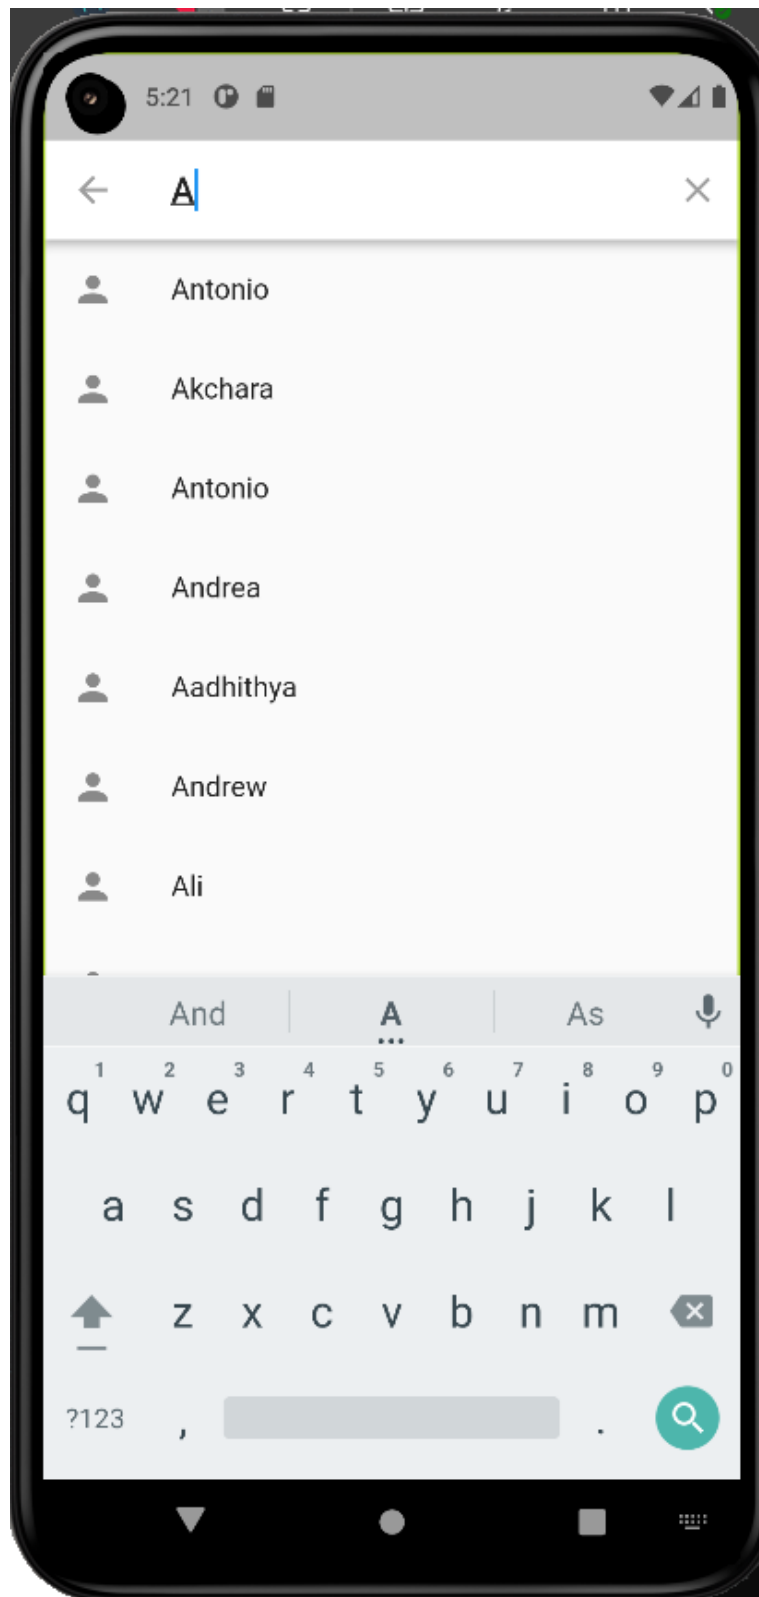 5:21
A
Antonio
Akchara
Antonio
Andrea
Aadhithya
Andrew
Ali
And A As
1 2 3 4 5 6 7 8 9 0
q w e r t y u i o p
a s d f g h j k l
z x c v b n m
?123 , .